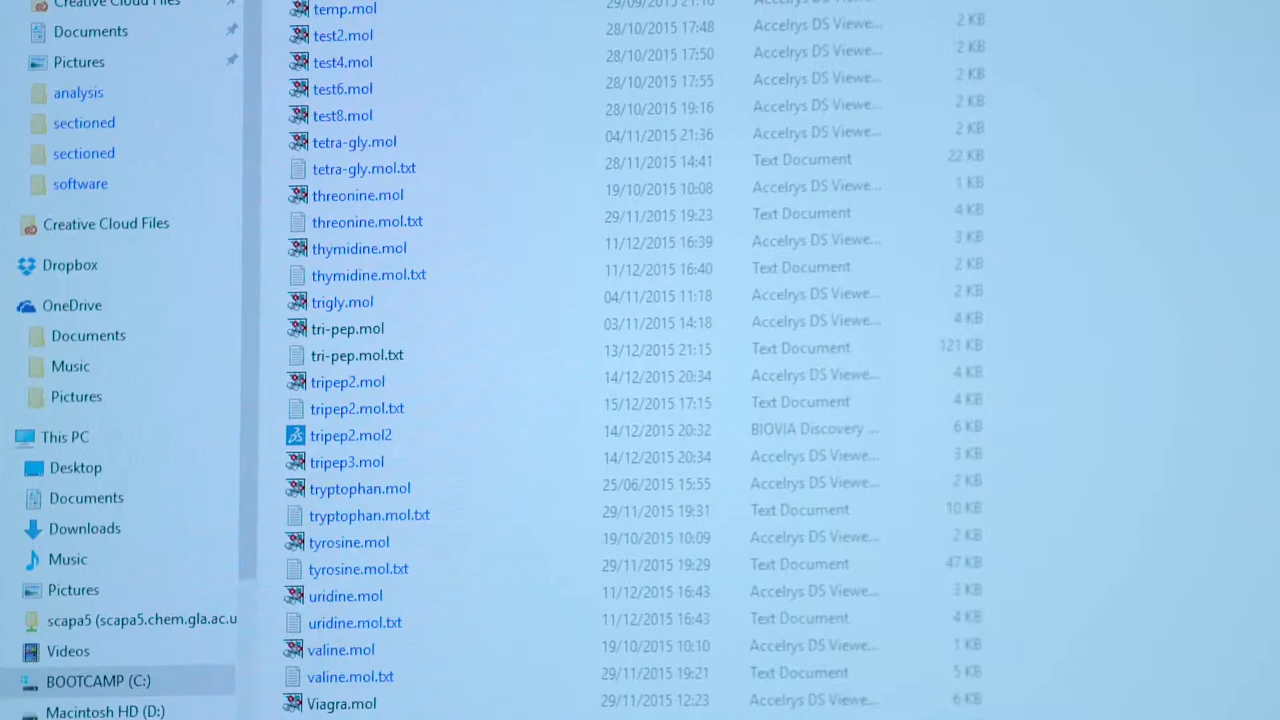 Creative Cloud Files
Documents
Pictures
analysis
sectioned
sectioned
software
Creative Cloud Files
Dropbox
OneDrive
Documents
Music
Pictures
This PC
Desktop
Documents
Downloads
Music
Pictures
scapa5 (scapa5.chem.gla.ac.u
Videos
BOOTCAMP (C:)
Macintosh HD (D:)
temp.mol 29/09/2015 21:16
test2.mol 28/10/2015 17:48 Accelrys DS Viewe... 2 KB
test4.mol 28/10/2015 17:50 Accelrys DS Viewe... 2 KB
test6.mol 28/10/2015 17:55 Accelrys DS Viewe... 2 KB
test8.mol 28/10/2015 19:16 Accelrys DS Viewe... 2 KB
tetra-gly.mol 04/11/2015 21:36 Accelrys DS Viewe... 2 KB
tetra-gly.mol.txt 28/11/2015 14:41 Text Document 22 KB
threonine.mol 19/10/2015 10:08 Accelrys DS Viewe... 1 KB
threonine.mol.txt 29/11/2015 19:23 Text Document 4 KB
thymidine.mol 11/12/2015 16:39 Accelrys DS Viewe... 3 KB
thymidine.mol.txt 11/12/2015 16:40 Text Document 2 KB
trigly.mol 04/11/2015 11:18 Accelrys DS Viewe... 2 KB
tri-pep.mol 03/11/2015 14:18 Accelrys DS Viewe... 4 KB
tri-pep.mol.txt 13/12/2015 21:15 Text Document 121 KB
tripep2.mol 14/12/2015 20:34 Accelrys DS Viewe... 4 KB
tripep2.mol.txt 15/12/2015 17:15 Text Document 4 KB
tripep2.mol2 14/12/2015 20:32 BIOVIA Discovery ... 6 KB
tripep3.mol 14/12/2015 20:34 Accelrys DS Viewe... 3 KB
tryptophan.mol 25/06/2015 15:55 Accelrys DS Viewe... 2 KB
tryptophan.mol.txt 29/11/2015 19:31 Text Document 10 KB
tyrosine.mol 19/10/2015 10:09 Accelrys DS Viewe... 2 KB
tyrosine.mol.txt 29/11/2015 19:29 Text Document 47 KB
uridine.mol 11/12/2015 16:43 Accelrys DS Viewe... 3 KB
uridine.mol.txt 11/12/2015 16:43 Text Document 4 KB
valine.mol 19/10/2015 10:10 Accelrys DS Viewe... 1 KB
valine.mol.txt 29/11/2015 19:21 Text Document 5 KB
Viagra.mol 29/11/2015 12:23 Accelrys DS Viewe... 6 KB